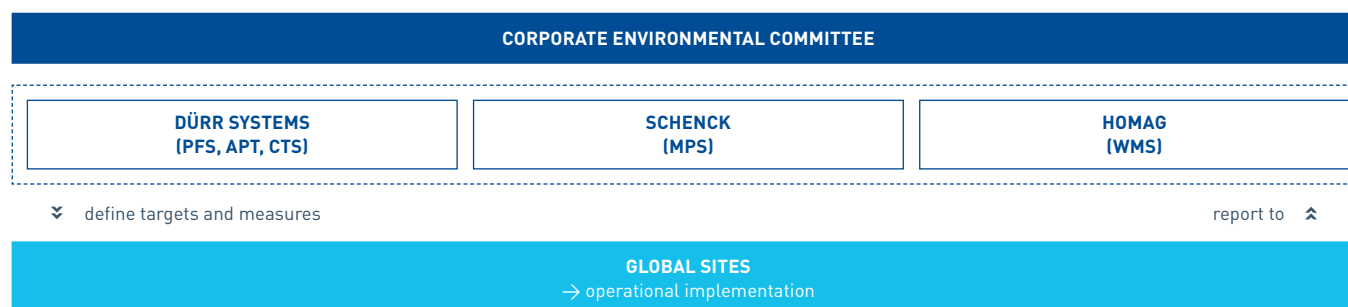 CORPORATE ENVIRONMENTAL COMMITTEE
DÜRR SYSTEMS
(PFS, APT, CTS)
SCHENCK
(MPS)
HOMAG
(WMS)
define targets and measures
report to
GLOBAL SITES
→ operational implementation